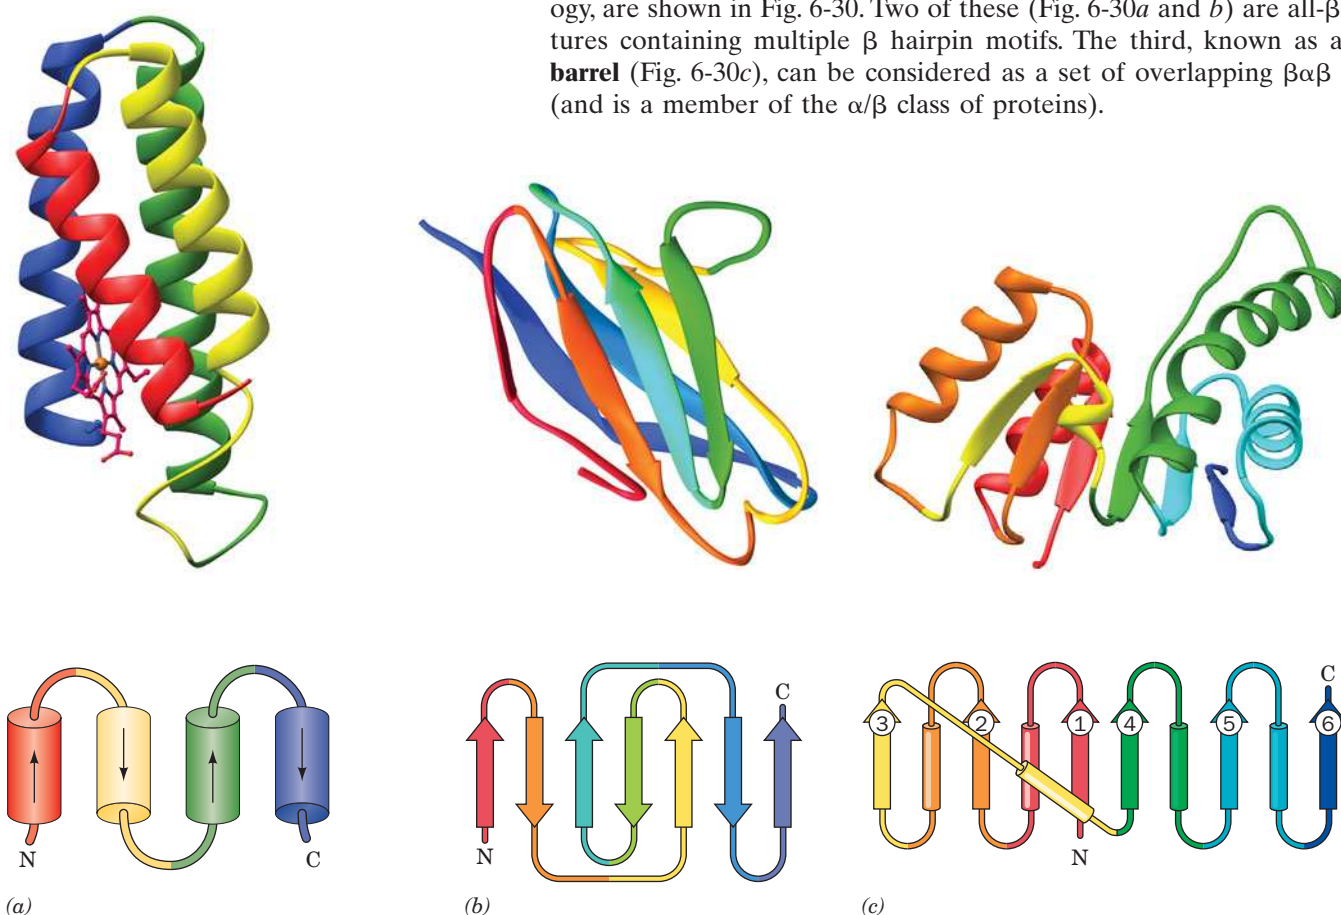 ogy, are shown in Fig. 6-30. Two of these (Fig. 6-30a and b) are all-β
tures containing multiple β hairpin motifs. The third, known as a
barrel (Fig. 6-30c), can be considered as a set of overlapping βαβ
(and is a member of the α/β class of proteins).
N
C
(a)
N
C
(b)
C
3
2
1
4
5
6
N
(c)